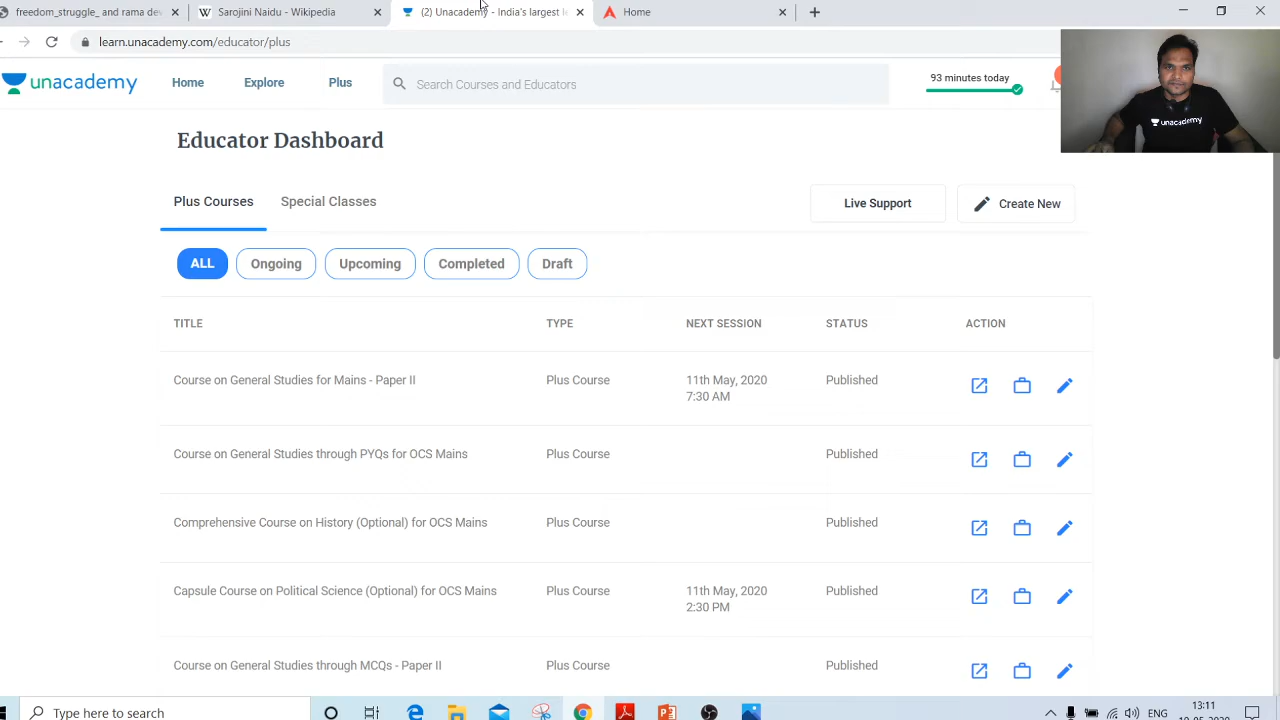 freedom_struggle_and rama dev
Sarojini Naidu - Wikipedia
(2) Unacademy - India's largest le
Home
learn.unacademy.com/educator/plus
unacademy
Home
Explore
Plus
Search Courses and Educators
93 minutes today
unacademy
Educator Dashboard
Plus Courses
Special Classes
Live Support
Create New
ALL
Ongoing
Upcoming
Completed
Draft
TITLE
TYPE
NEXT SESSION
STATUS
ACTION
Course on General Studies for Mains - Paper II
Plus Course
11th May, 2020
7:30 AM
Published
Course on General Studies through PYQs for OCS Mains
Plus Course
Published
Comprehensive Course on History (Optional) for OCS Mains
Plus Course
Published
Capsule Course on Political Science (Optional) for OCS Mains
Plus Course
11th May, 2020
2:30 PM
Published
Course on General Studies through MCQs - Paper II
Plus Course
Published
Type here to search
ENG
13:11